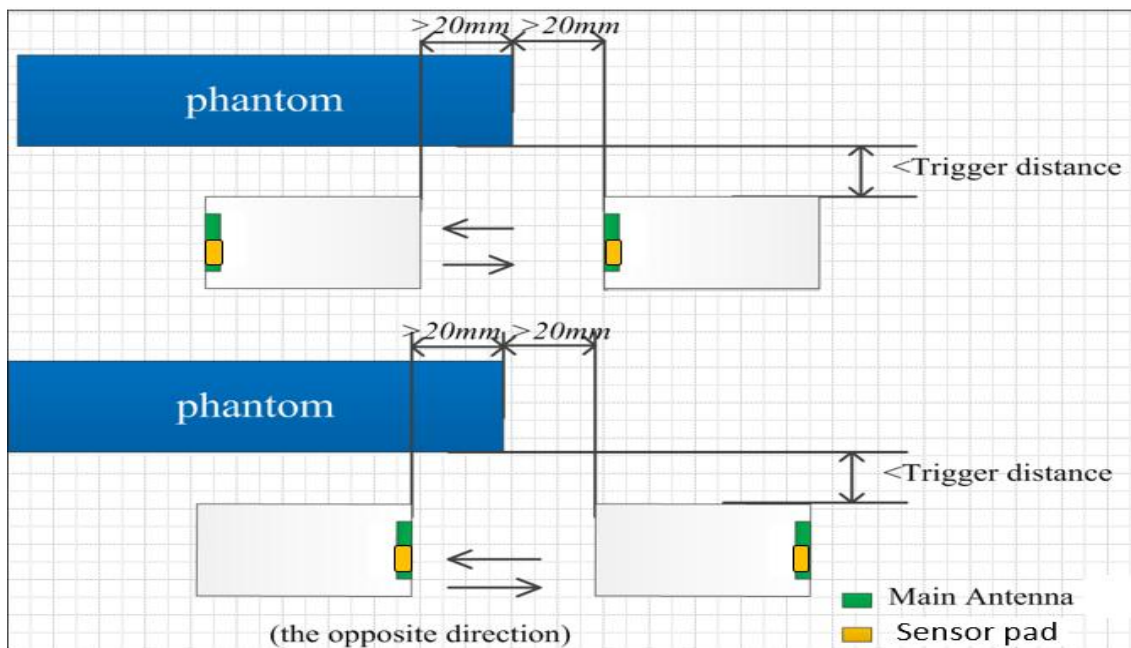 >20mm >20mm
phantom
<Trigger distance
>20mm >20mm
phantom
<Trigger distance
Main Antenna
(the opposite direction)
Sensor pad